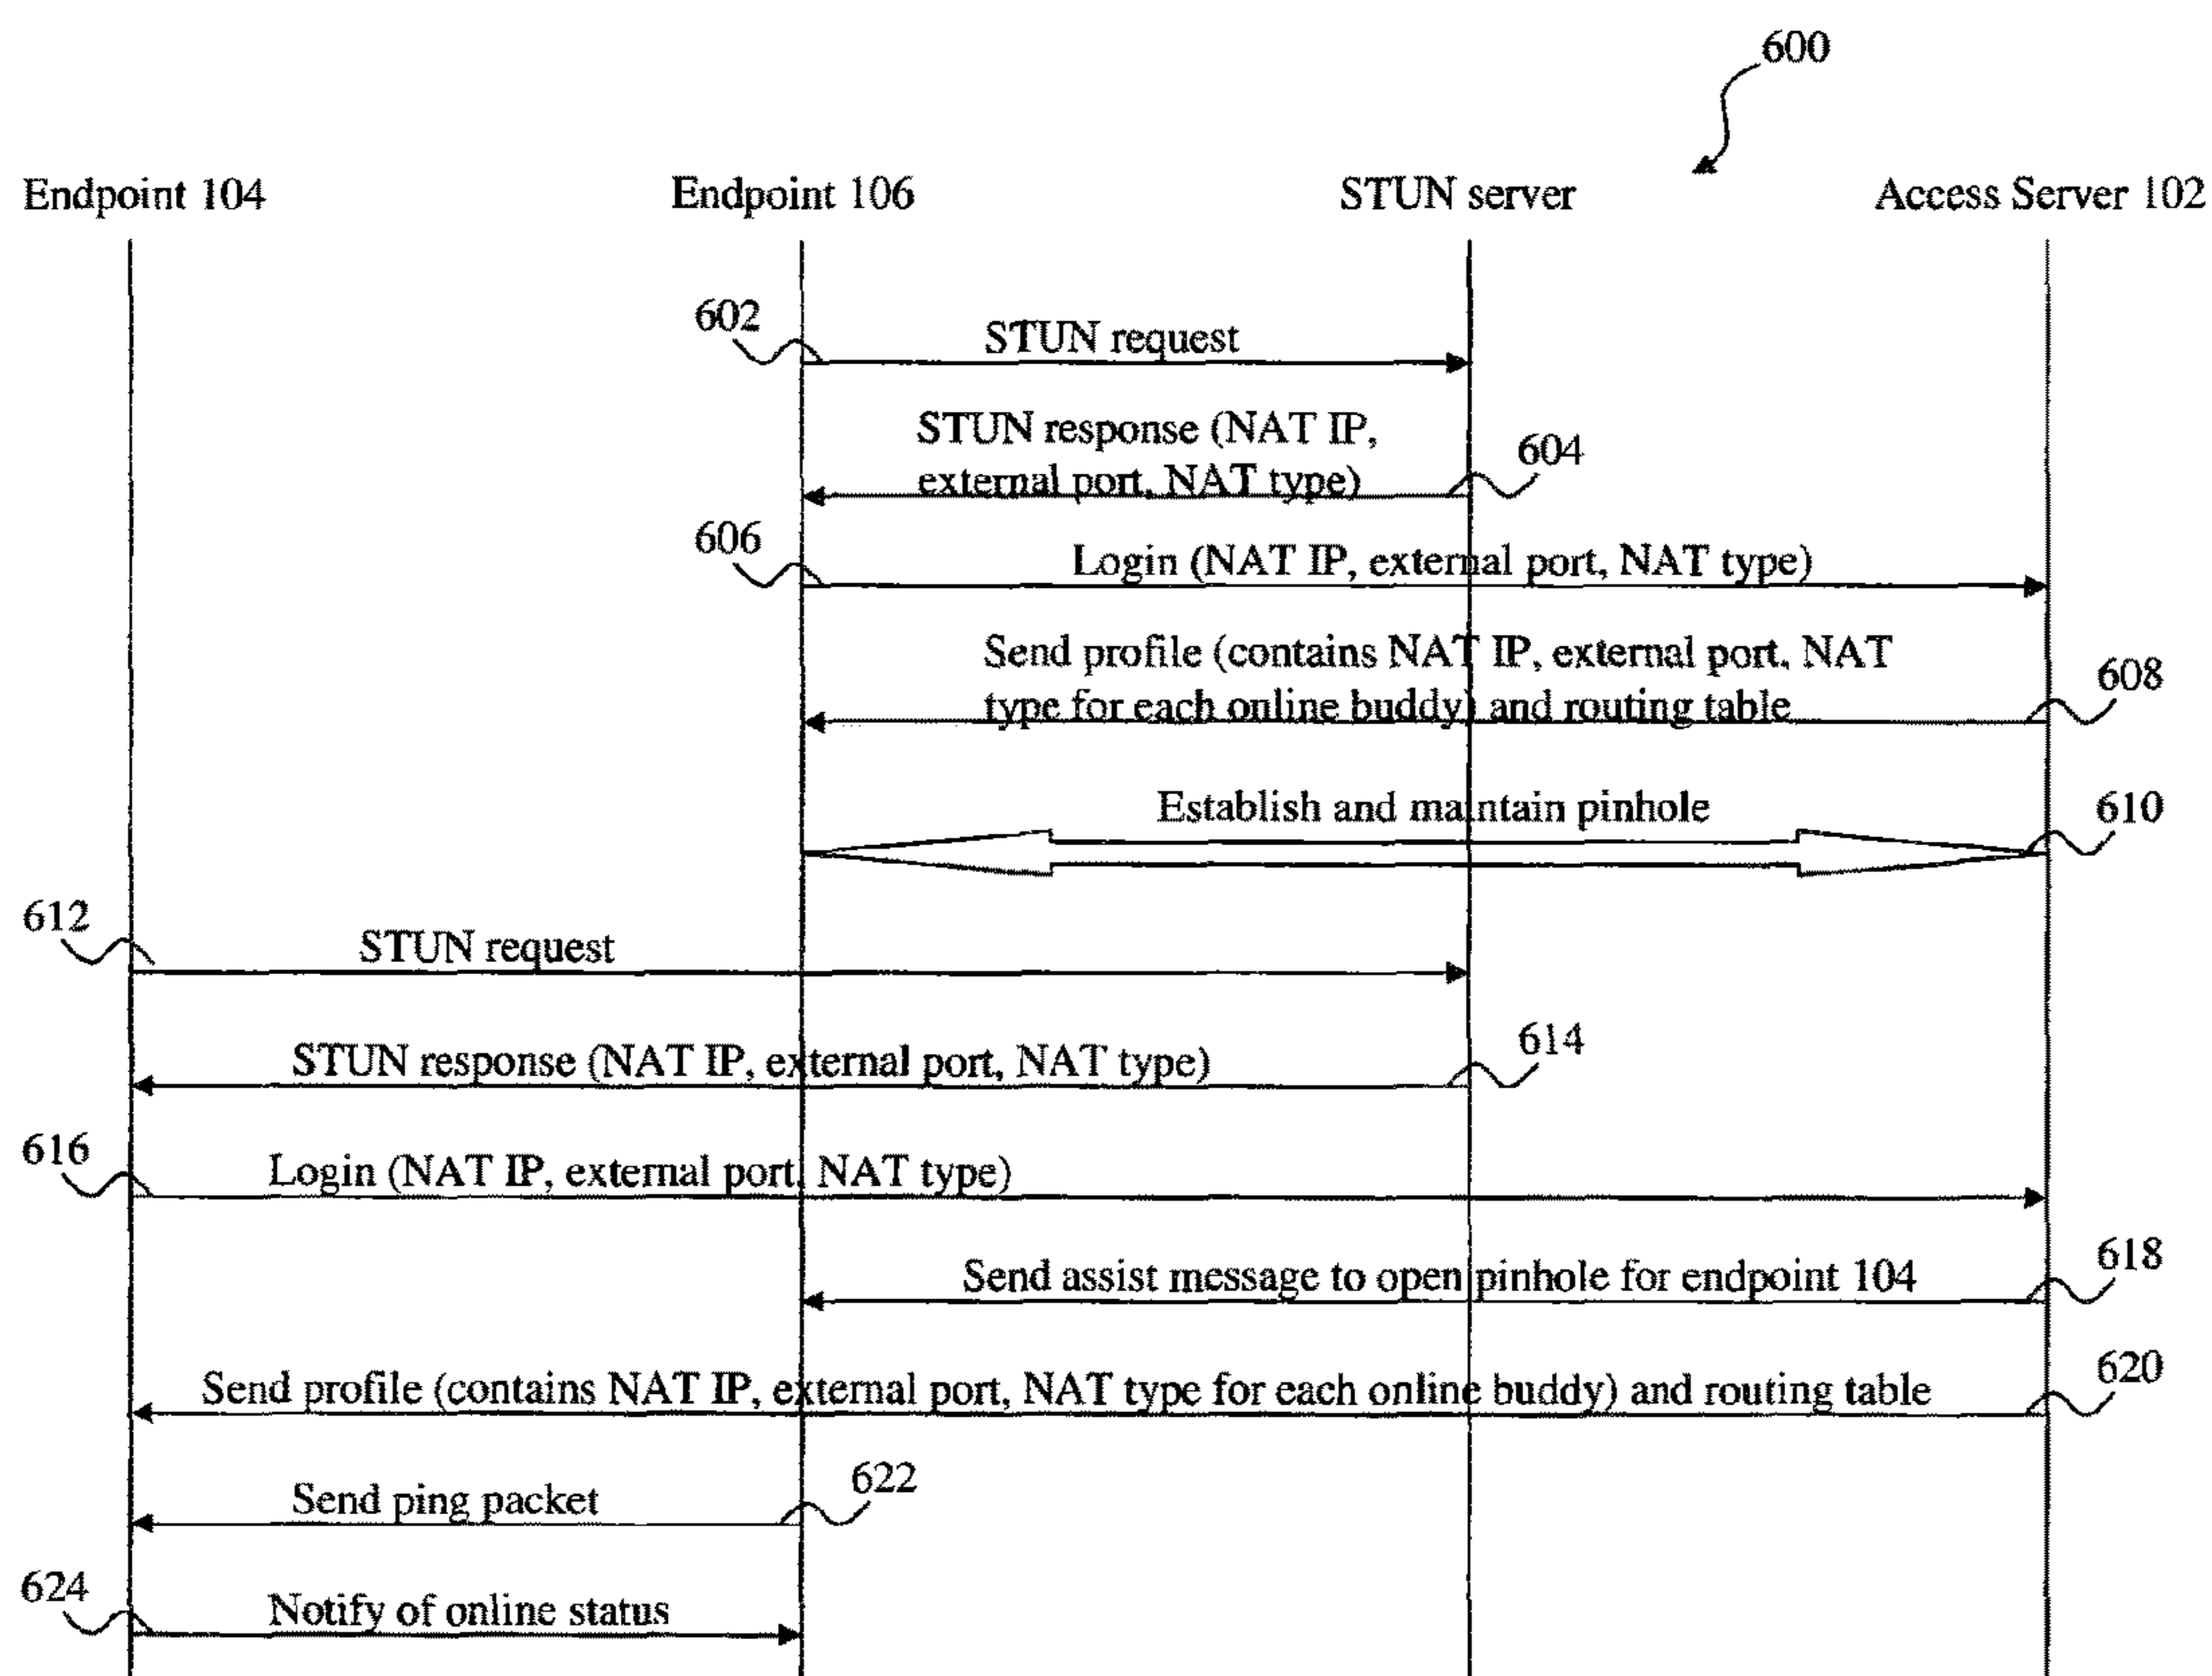 600
Endpoint 104
Endpoint 106
STUN server
Access Server 102
602
STUN request
STUN response (NAT IP,
external port, NAT type)
604
606
Login (NAT IP, external port, NAT type)
Send profile (contains NAT IP, external port, NAT
type for each online buddy) and routing table
608
Establish and maintain pinhole
610
612
STUN request
STUN response (NAT IP, external port, NAT type)
614
616
Login (NAT IP, external port, NAT type)
Send assist message to open pinhole for endpoint 104
618
Send profile (contains NAT IP, external port, NAT type for each online buddy) and routing table
620
Send ping packet
622
624
Notify of online status